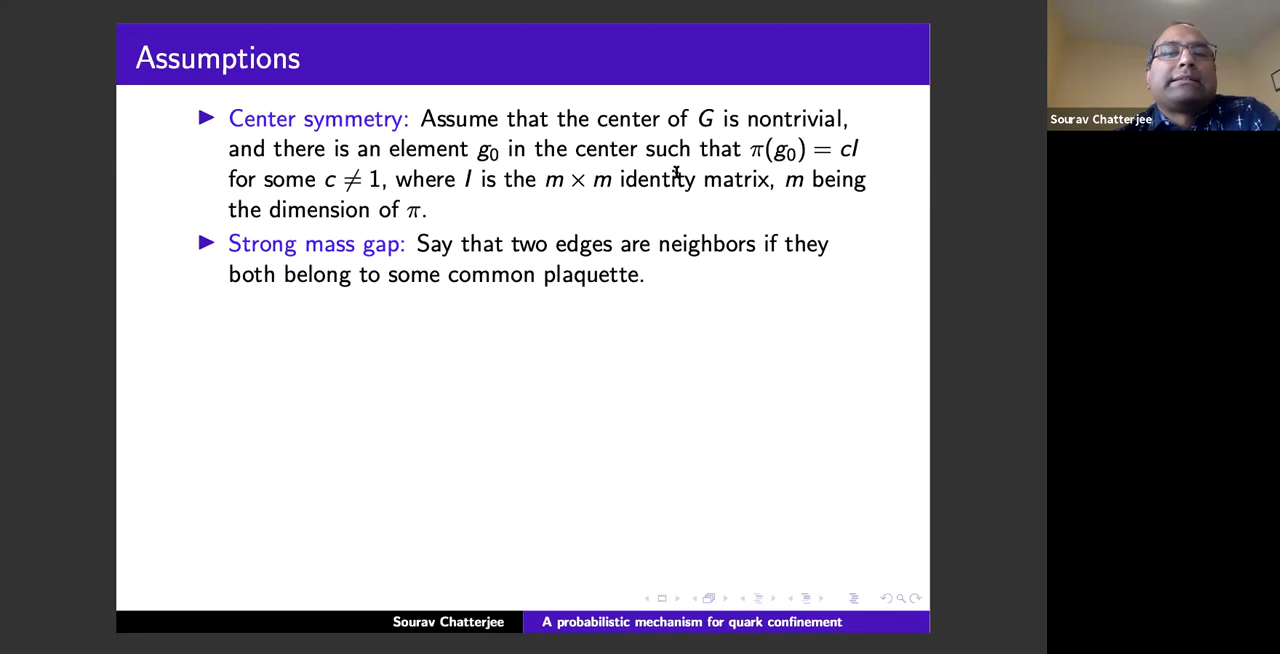 Assumptions
▶ Center symmetry: Assume that the center of G is nontrivial,
and there is an element g₀ in the center such that π(g₀) = cI
for some c ≠ 1, where I is the m × m identity matrix, m being
the dimension of π.
▶ Strong mass gap: Say that two edges are neighbors if they
both belong to some common plaquette.
Sourav Chatterjee
A probabilistic mechanism for quark confinement
Sourav Chatterjee